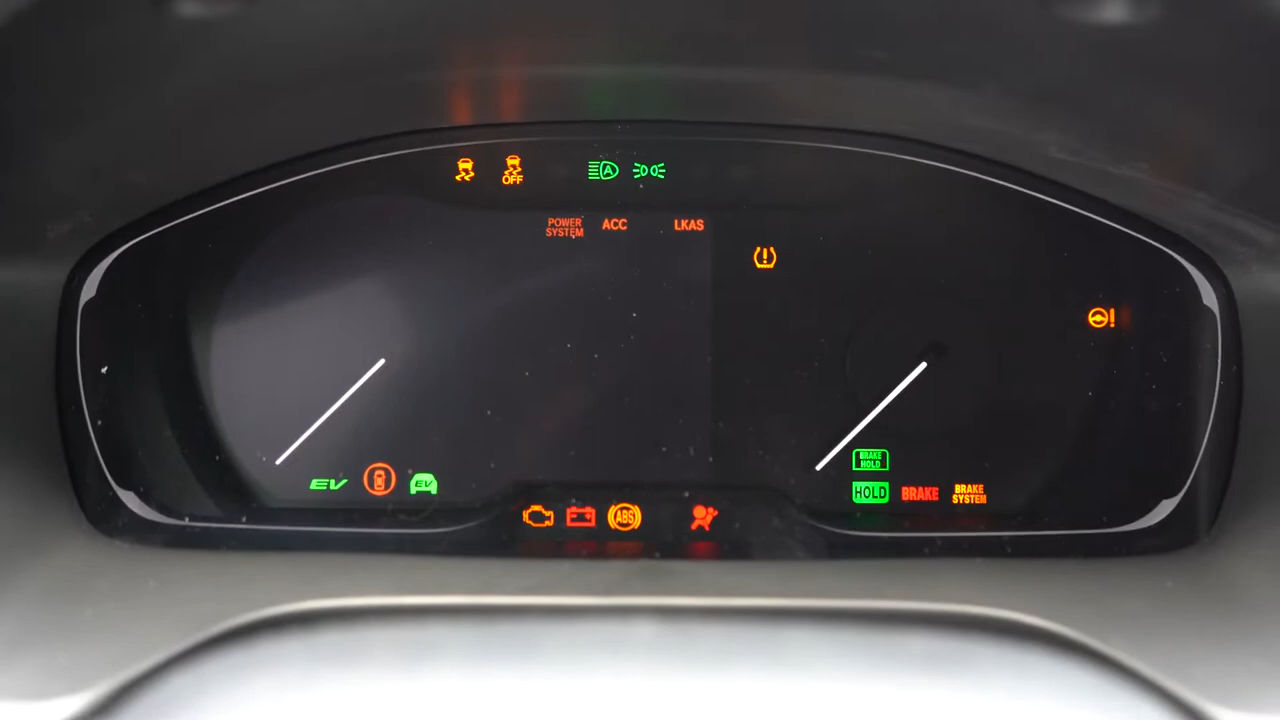 OFF
A
POWER
SYSTEM
ACC
LKAS
!
!
BRAKE
HOLD
EV
EV
HOLD
BRAKE
BRAKE
SYSTEM
ABS